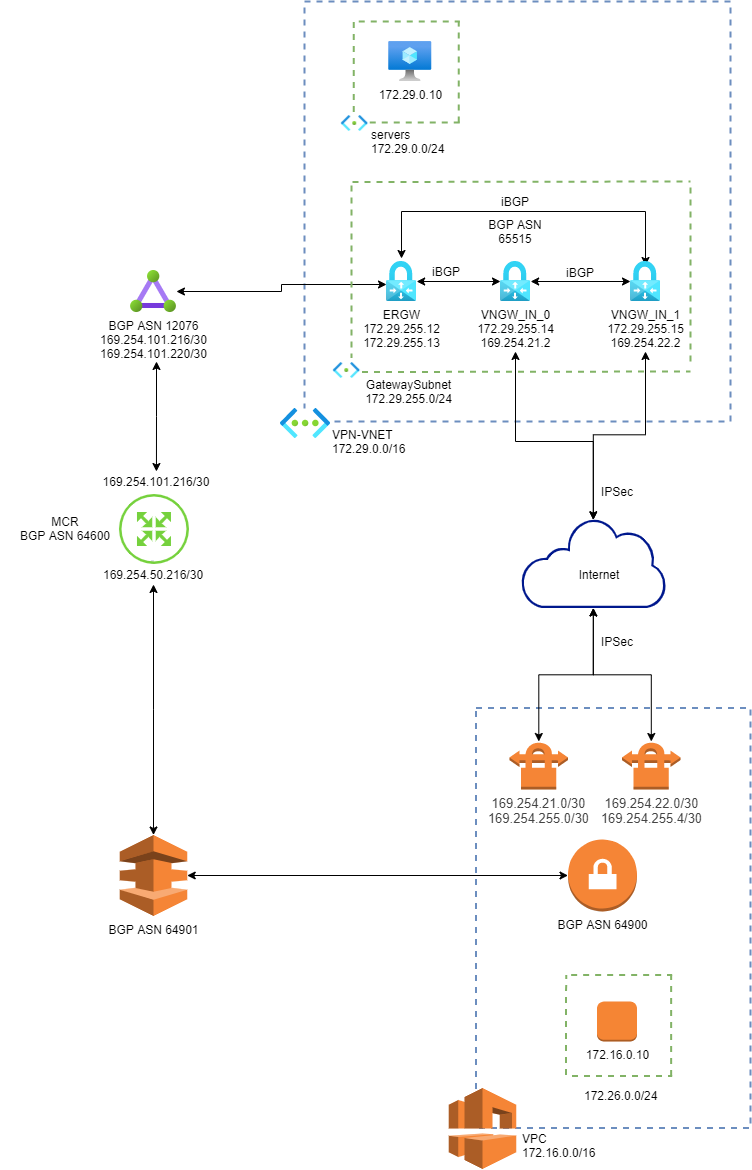 172.29.0.10
servers
172.29.0.0/24
iBGP
BGP ASN
65515
iBGP
iBGP
ERGW
172.29.255.12
172.29.255.13
VNGW_IN_0
172.29.255.14
169.254.21.2
VNGW_IN_1
172.29.255.15
169.254.22.2
BGP ASN 12076
169.254.101.216/30
169.254.101.220/30
GatewaySubnet
172.29.255.0/24
VPN-VNET
172.29.0.0/16
169.254.101.216/30
IPSec
MCR
BGP ASN 64600
169.254.50.216/30
Internet
IPSec
169.254.21.0/30
169.254.255.0/30
169.254.22.0/30
169.254.255.4/30
BGP ASN 64901
BGP ASN 64900
172.16.0.10
172.26.0.0/24
VPC
172.16.0.0/16